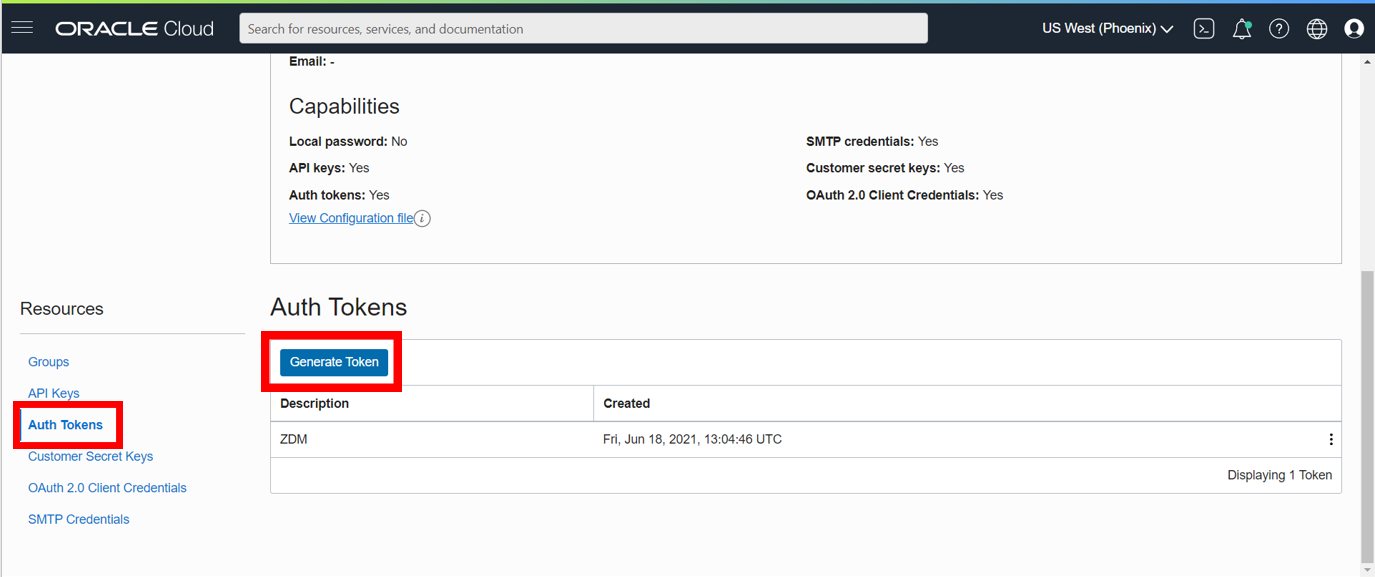 ORACLE Cloud
Search for resources, services, and documentation
US West (Phoenix)
Email: -
Capabilities
Local password: No
SMTP credentials: Yes
API keys: Yes
Customer secret keys: Yes
Auth tokens: Yes
OAuth 2.0 Client Credentials: Yes
View Configuration file
Resources
Groups
API Keys
Auth Tokens
Customer Secret Keys
OAuth 2.0 Client Credentials
SMTP Credentials
Auth Tokens
Generate Token
Description
Created
ZDM
Fri, Jun 18, 2021, 13:04:46 UTC
Displaying 1 Token